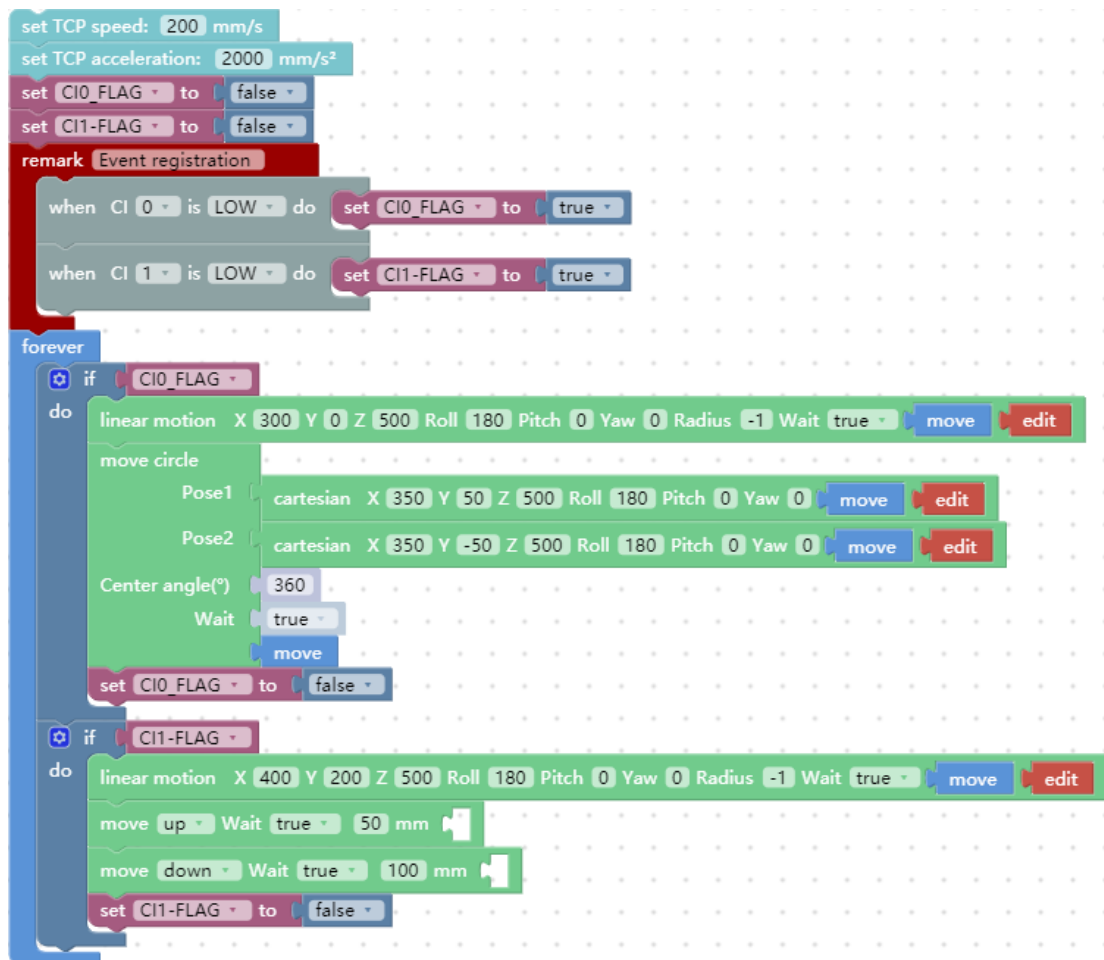 set TCP speed: 200 mm/s
set TCP acceleration: 2000 mm/s²
set CI0_FLAG to false
set CI1-FLAG to false
remark Event registration
when CI 0 is LOW do set CI0_FLAG to true
when CI 1 is LOW do set CI1-FLAG to true
forever
if CI0_FLAG
do linear motion X 300 Y 0 Z 500 Roll 180 Pitch 0 Yaw 0 Radius -1 Wait true move edit
move circle
Pose1 cartesian X 350 Y 50 Z 500 Roll 180 Pitch 0 Yaw 0 move edit
Pose2 cartesian X 350 Y -50 Z 500 Roll 180 Pitch 0 Yaw 0 move edit
Center angle(°) 360
Wait true
move
set CI0_FLAG to false
if CI1-FLAG
do linear motion X 400 Y 200 Z 500 Roll 180 Pitch 0 Yaw 0 Radius -1 Wait true move edit
move up Wait true 50 mm
move down Wait true 100 mm
set CI1-FLAG to false